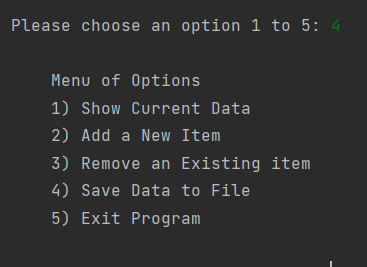 Please choose an option 1 to 5: 4
Menu of Options
1) Show Current Data
2) Add a New Item
3) Remove an Existing item
4) Save Data to File
5) Exit Program